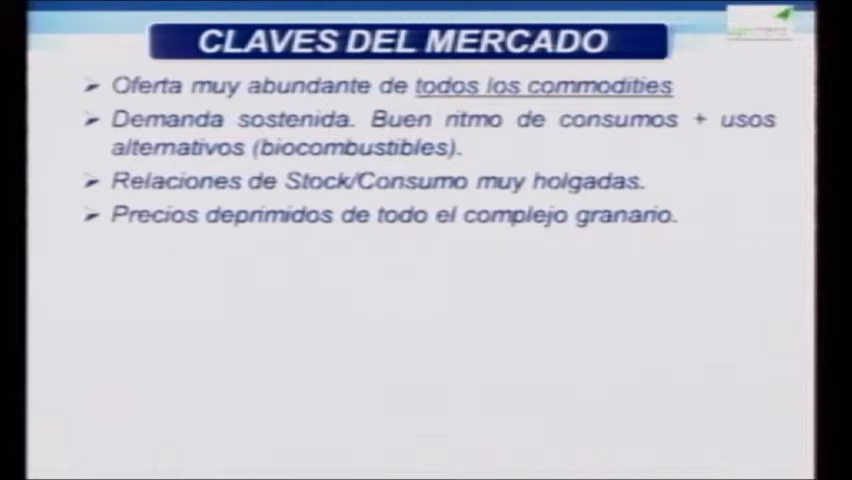 CLAVES DEL MERCADO
Oferta muy abundante de todos los commodities
Demanda sostenida. Buen ritmo de consumos + usos
alternativos (biocombustibles).
Relaciones de Stock/Consumo muy holgadas.
Precios deprimidos de todo el complejo granario.